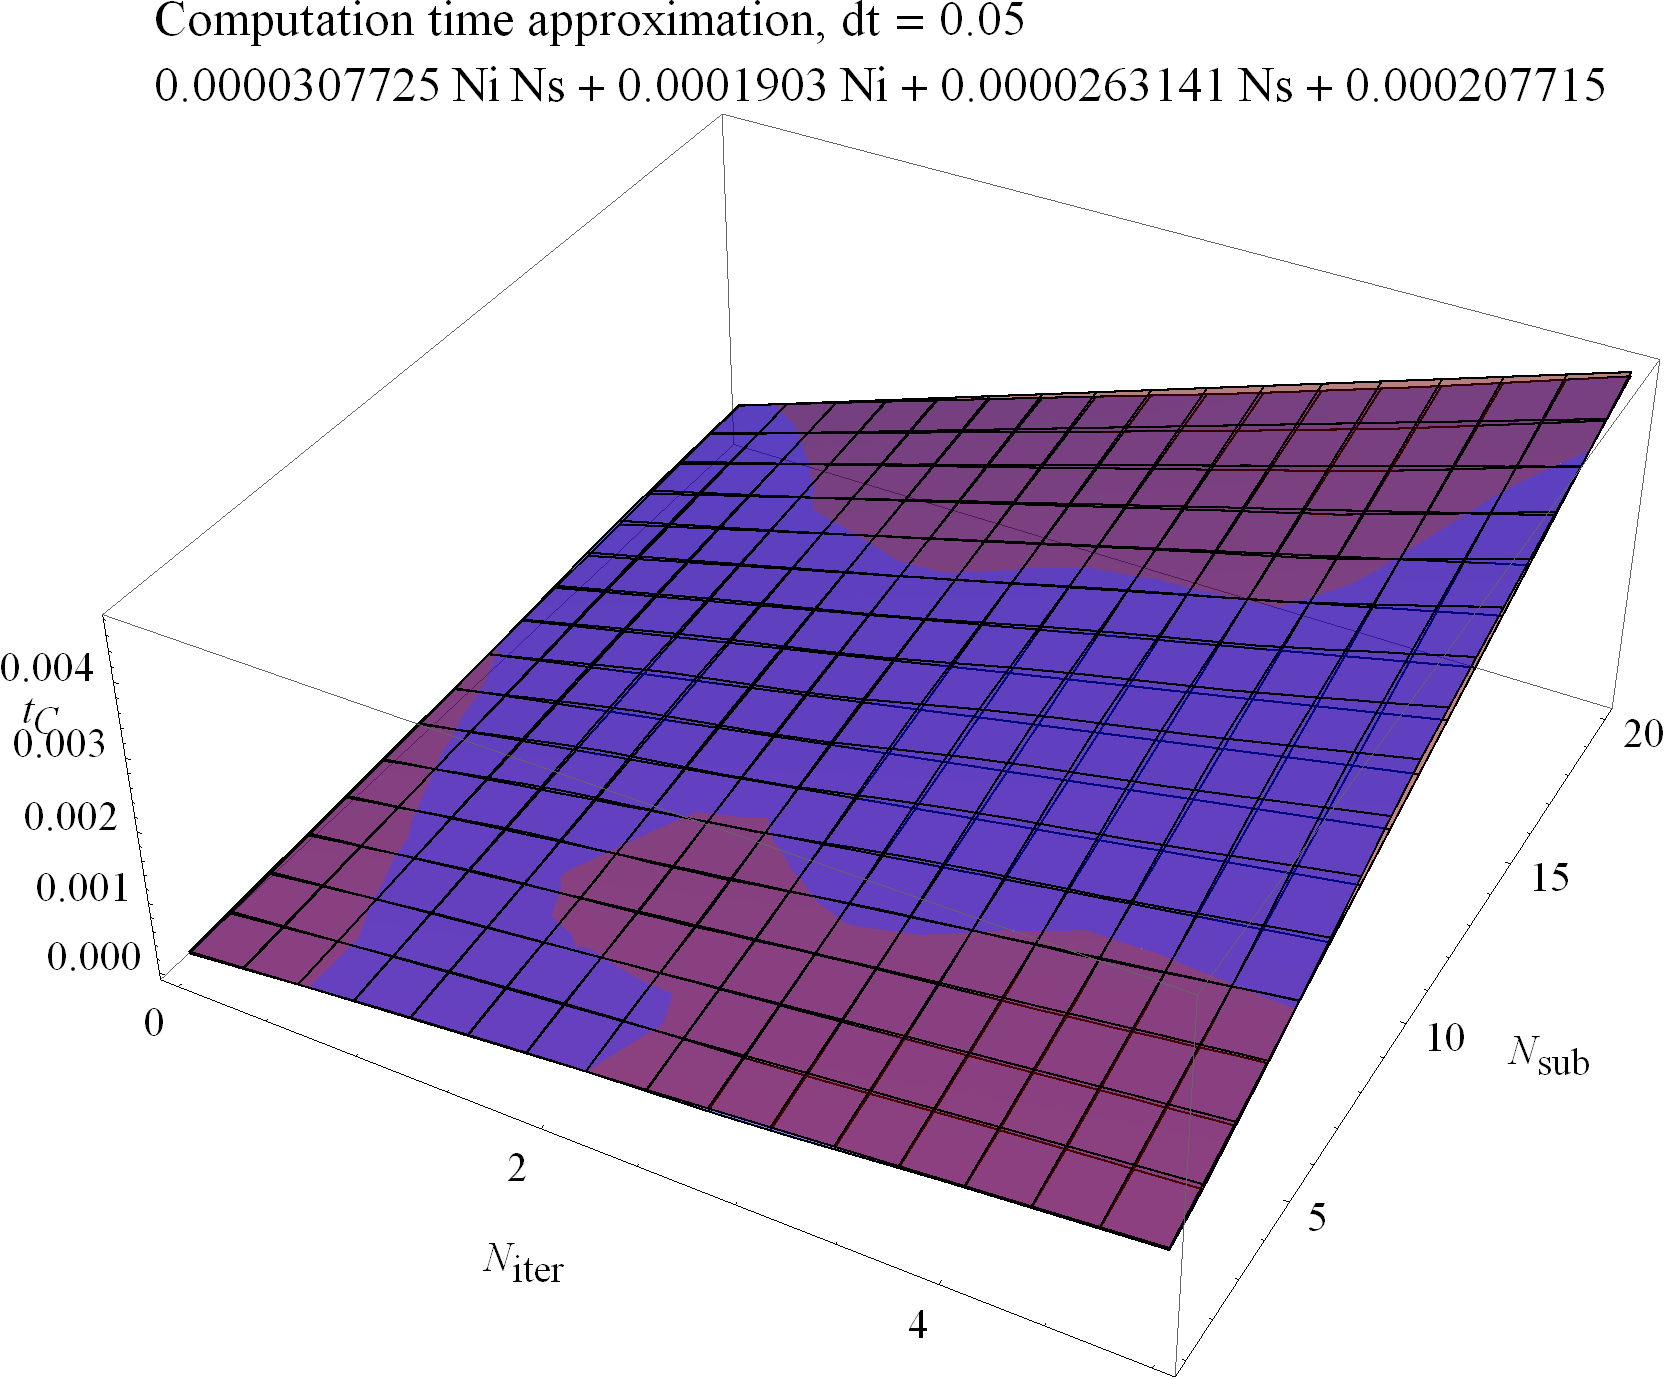 Computation time approximation, dt = 0.05
0.0000307725 Ni Ns + 0.0001903 Ni + 0.0000263141 Ns + 0.000207715
0.004
tC
0.003
0.002
0.001
0.000
0
2
4
Niter
5
10
15
20
Nsub